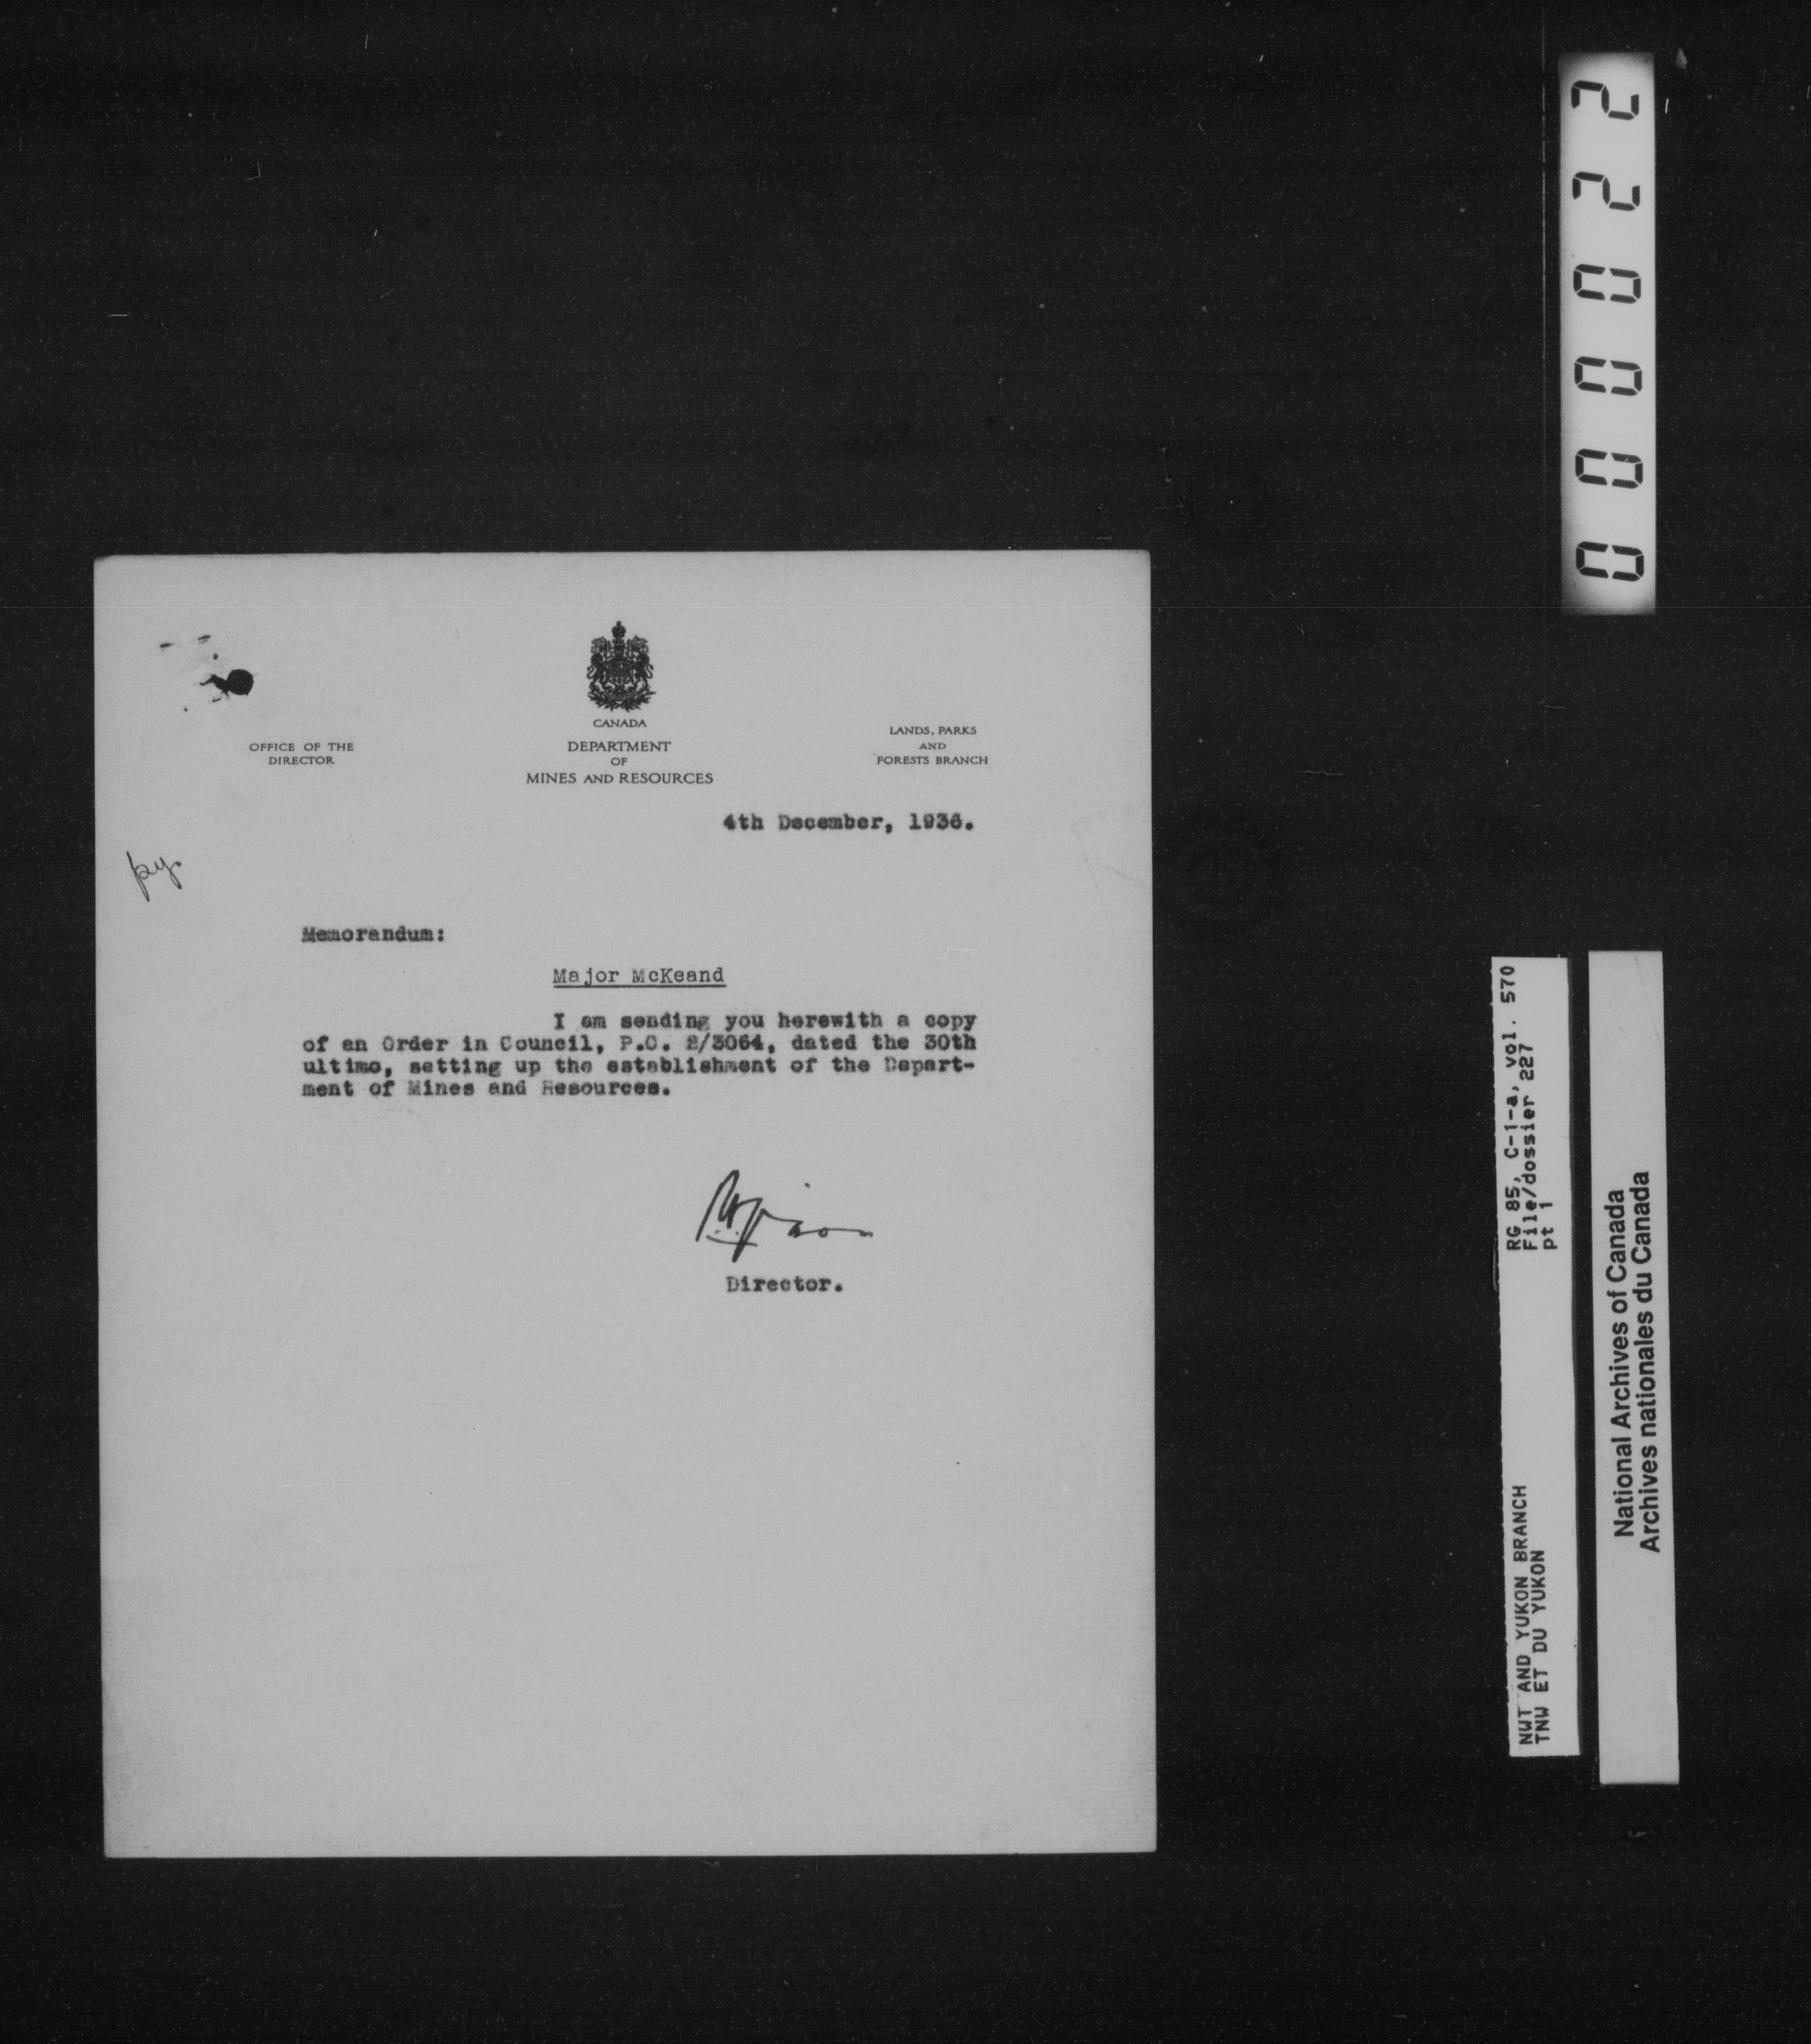 CANADA
OFFICE OF THE
DIRECTOR
DEPARTMENT
OF
MINES AND RESOURCES
LANDS, PARKS
AND
FORESTS BRANCH
4th December, 1936.
Memorandum:
Major McKeand
I am sending you herewith a copy
of an Order in Council, P.C. 2/3064, dated the 30th
ultimo, setting up the establishment of the Depart-
ment of Mines and Resources.
Director.
000022
RG 85, C-1-a, vol. 570
File/dossier 227
pt 1
NWT AND YUKON BRANCH
TNW ET DU YUKON
National Archives of Canada
Archives nationales du Canada